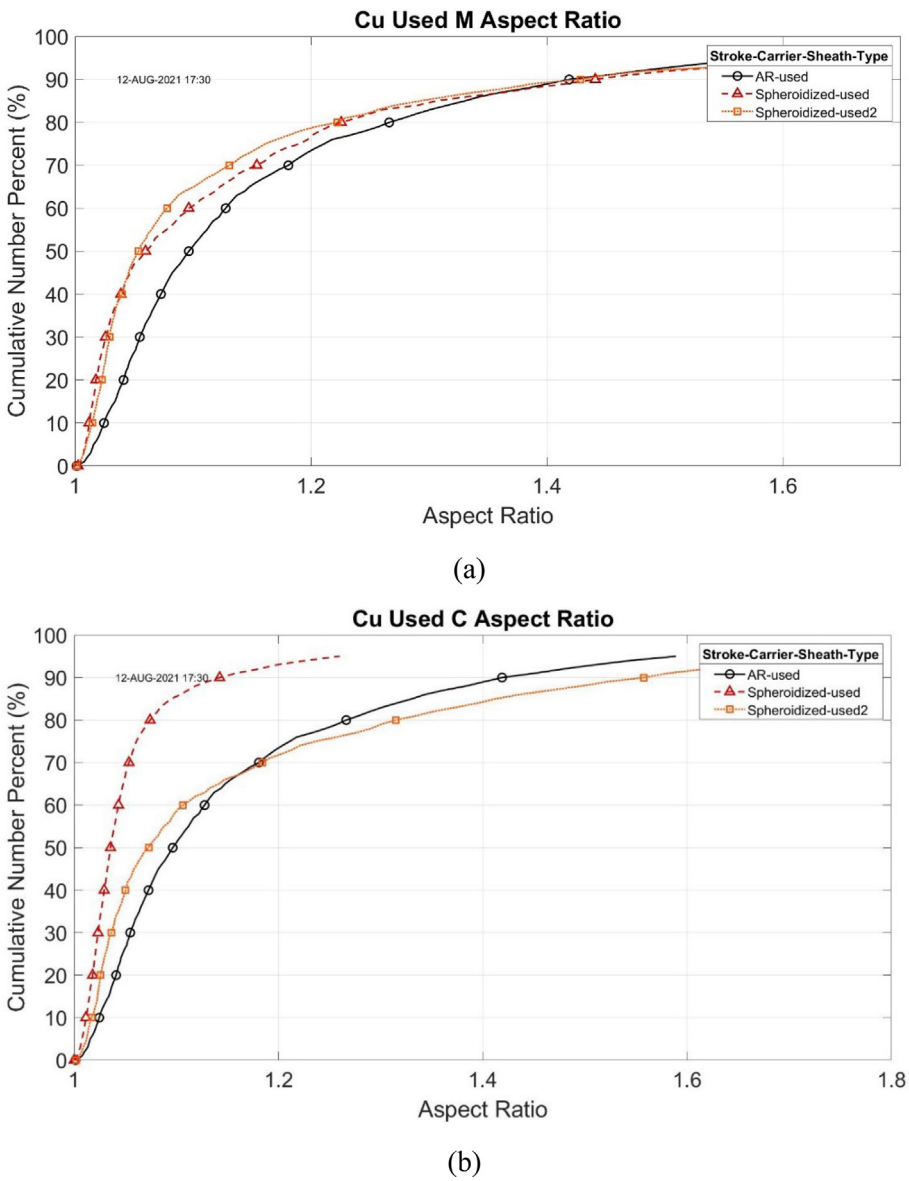 Cu Used M Aspect Ratio
100
90
80
70
60
50
40
30
20
10
0
Cumulative Number Percent (%)
12-AUG-2021 17:30
Stroke-Carrier-Sheath-Type
AR-used
Spheroidized-used
Spheroidized-used2
1
1.2
1.4
1.6
Aspect Ratio
(a)
Cu Used C Aspect Ratio
100
90
80
70
60
50
40
30
20
10
0
Cumulative Number Percent (%)
12-AUG-2021 17:30
Stroke-Carrier-Sheath-Type
AR-used
Spheroidized-used
Spheroidized-used2
1
1.2
1.4
1.6
1.8
Aspect Ratio
(b)